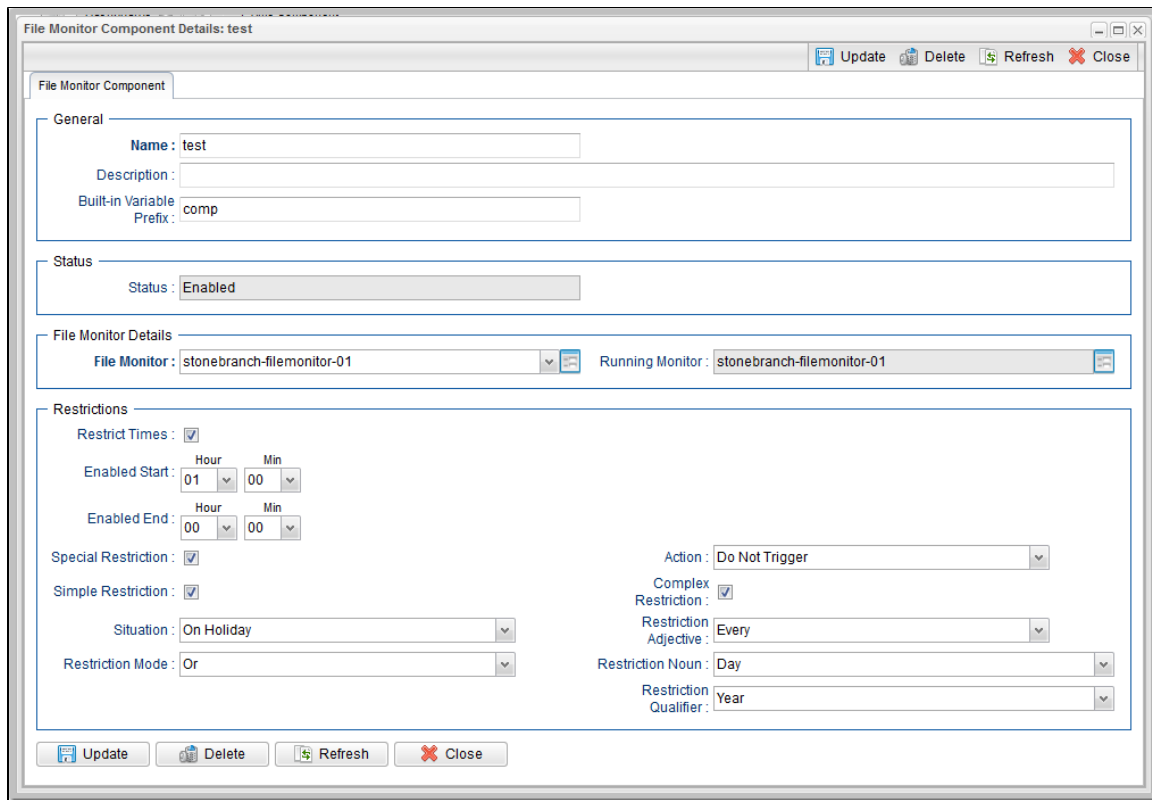 File Monitor Component Details: test
Update Delete Refresh Close
File Monitor Component
General
Name : test
Description :
Built-in Variable
Prefix : comp
Status
Status : Enabled
File Monitor Details
File Monitor : stonebranch-filemonitor-01 Running Monitor : stonebranch-filemonitor-01
Restrictions
Restrict Times :
Hour Min
Enabled Start : 01 00
Hour Min
Enabled End : 00 00
Special Restriction : Action : Do Not Trigger
Simple Restriction : Complex
Restriction :
Situation : On Holiday Restriction
Adjective : Every
Restriction Mode : Or Restriction Noun : Day
Restriction
Qualifier : Year
Update Delete Refresh Close